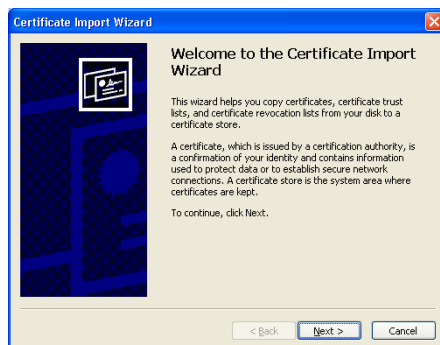 Certificate Import Wizard
Welcome to the Certificate Import
Wizard
This wizard helps you copy certificates, certificate trust
lists, and certificate revocation lists from your disk to a
certificate store.
A certificate, which is issued by a certification authority, is
a confirmation of your identity and contains information
used to protect data or to establish secure network
connections. A certificate store is the system area where
certificates are kept.
To continue, click Next.
< Back Next > Cancel